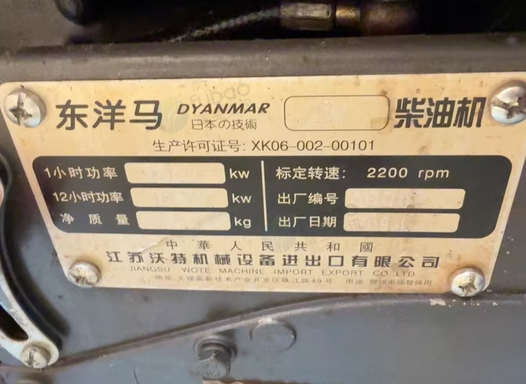 东洋马 DYANMAR 柴油机
日本の技術
生产许可证号: XK06-002-00101
1小时功率 kw 标定转速: 2200 rpm
12小时功率 kw 出厂编号
净质量 kg 出厂日期
中華人民共和國
江苏沃特机械设备进出口有限公司
JIANGSU WOTE MACHINE IMPORT EXPORT CO.,LTD